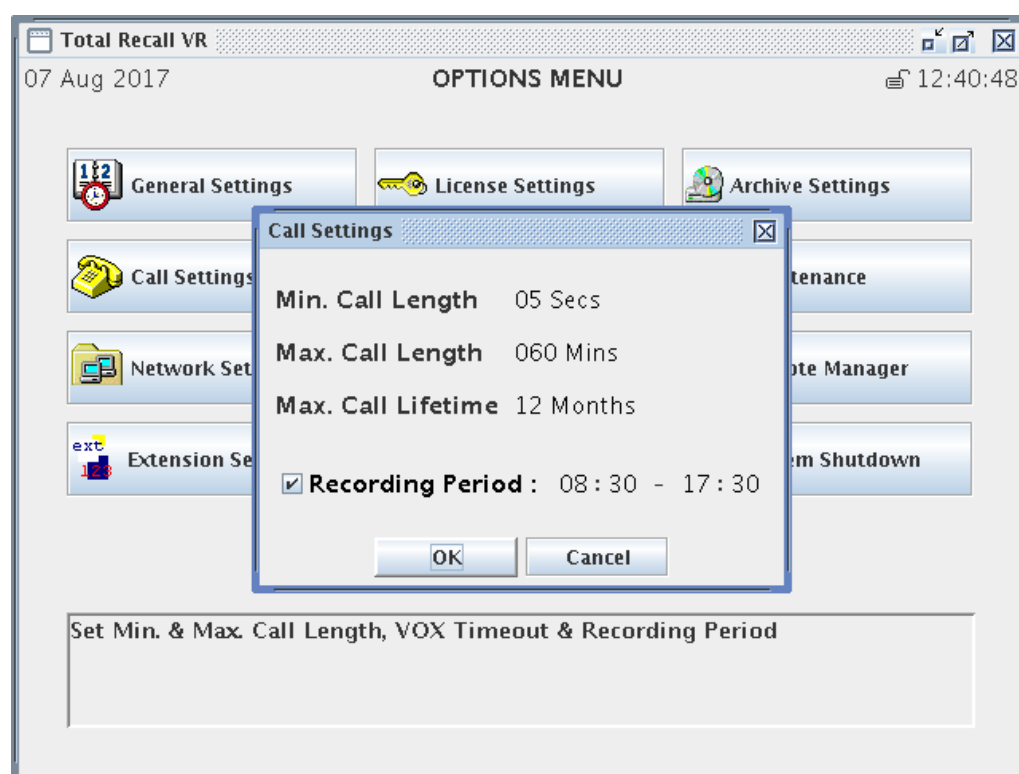 Total Recall VR
07 Aug 2017 OPTIONS MENU 12:40:48
General Settings License Settings Archive Settings
Call Settings
Min. Call Length 05 Secs
Max. Call Length 060 Mins
Max. Call Lifetime 12 Months
Recording Period : 08 : 30 - 17 : 30
OK Cancel
Call Settings tenance
Network Set ote Manager
ext 123 Extension Se em Shutdown
Set Min. & Max. Call Length, VOX Timeout & Recording Period